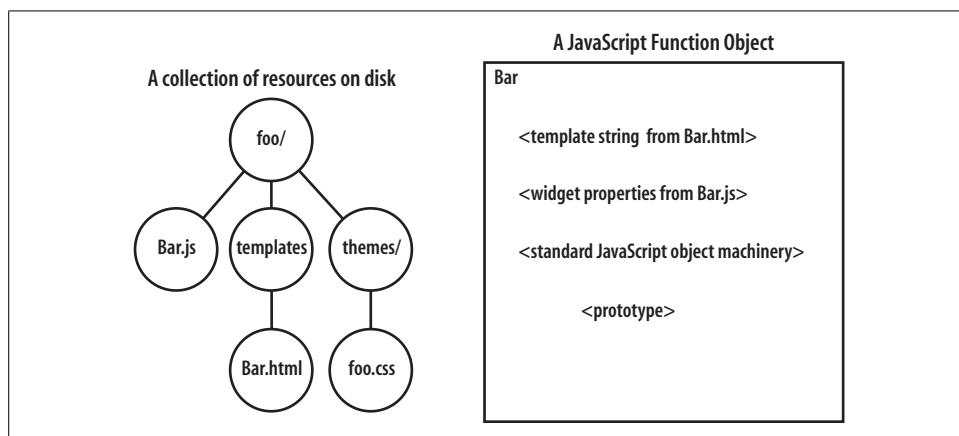 A collection of resources on disk
foo/
Bar.js
templates
themes/
Bar.html
foo.css
A JavaScript Function Object
Bar
<template string from Bar.html>
<widget properties from Bar.js>
<standard JavaScript object machinery>
<prototype>